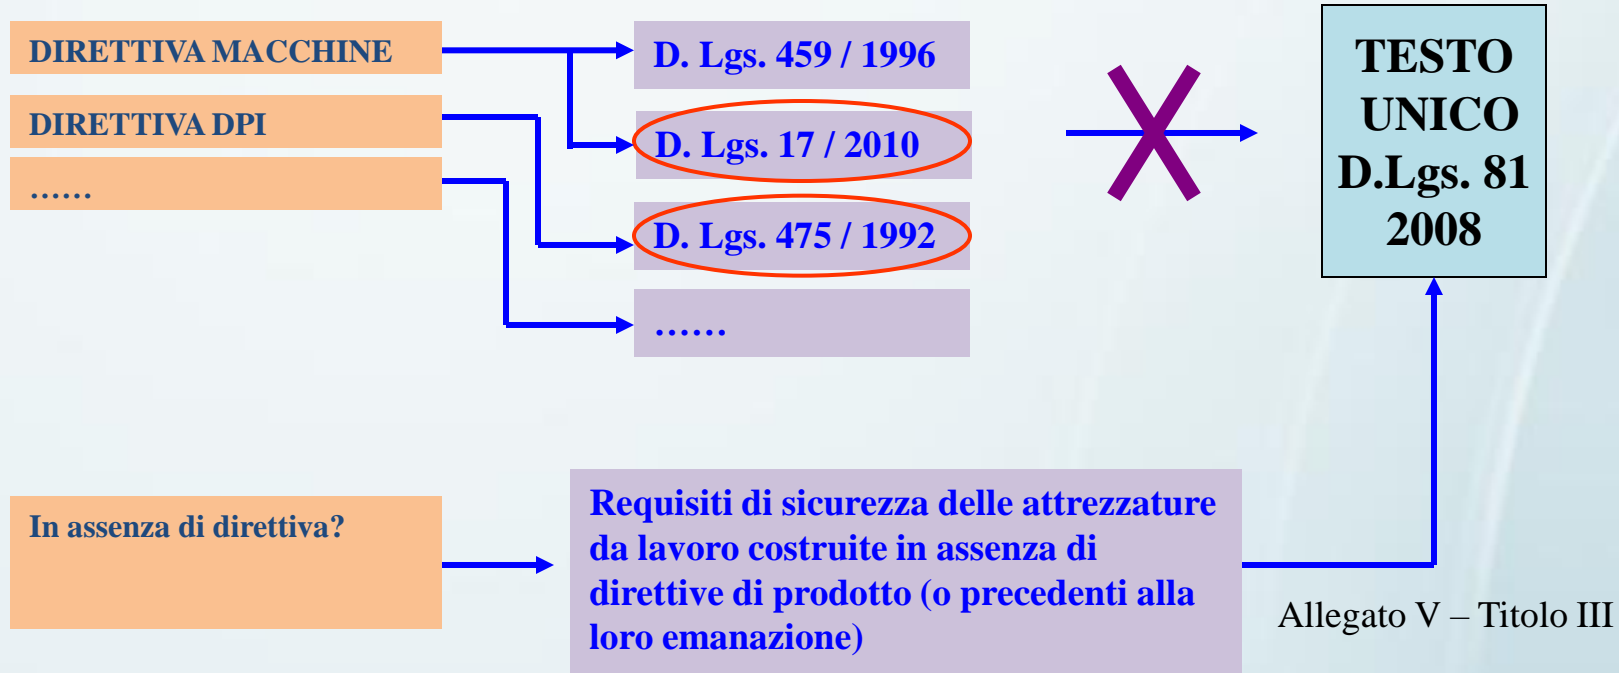 DIRETTIVA MACCHINE
DIRETTIVA DPI
……
D. Lgs. 459 / 1996
D. Lgs. 17 / 2010
D. Lgs. 475 / 1992
……
TESTO
UNICO
D.Lgs. 81
2008
In assenza di direttiva?
Requisiti di sicurezza delle attrezzature
da lavoro costruite in assenza di
direttive di prodotto (o precedenti alla
loro emanazione)
Allegato V – Titolo III